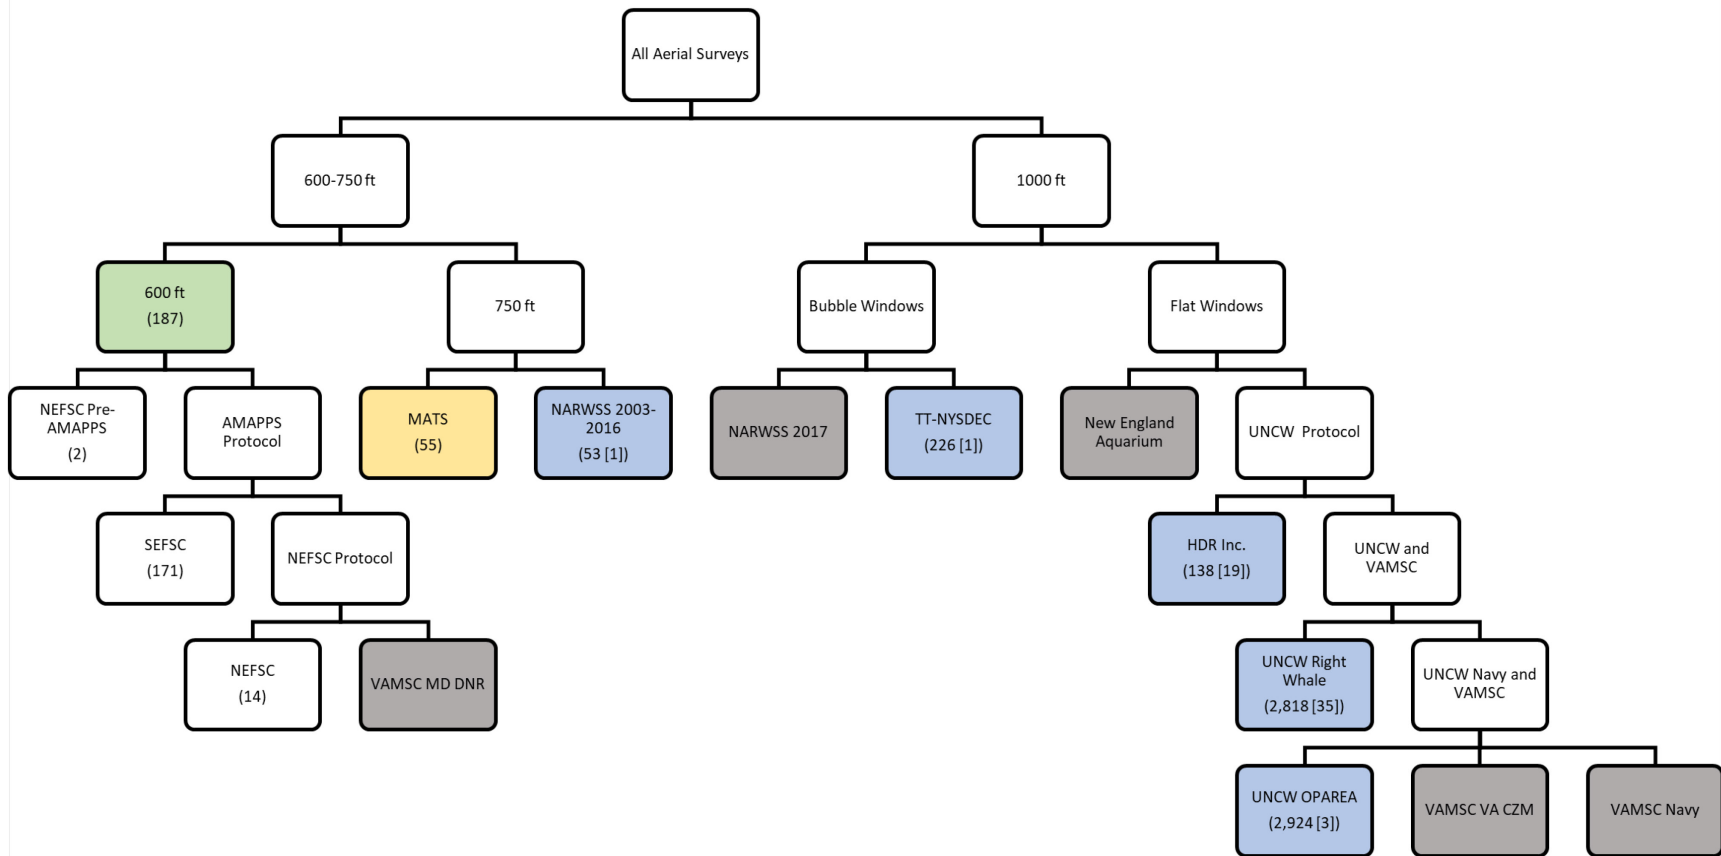 All Aerial Surveys
600-750 ft
1000 ft
600 ft
(187)
750 ft
Bubble Windows
Flat Windows
NEFSC Pre-
AMAPPS
(2)
AMAPPS
Protocol
MATS
(55)
NARWSS 2003-
2016
(53 [1])
NARWSS 2017
TT-NYSDEC
(226 [1])
New England
Aquarium
UNCW Protocol
SEFSC
(171)
NEFSC Protocol
HDR Inc.
(138 [19])
UNCW and
VAMSC
NEFSC
(14)
VAMSC MD DNR
UNCW Right
Whale
(2,818 [35])
UNCW Navy and
VAMSC
UNCW OPAREA
(2,924 [3])
VAMSC VA CZM
VAMSC Navy